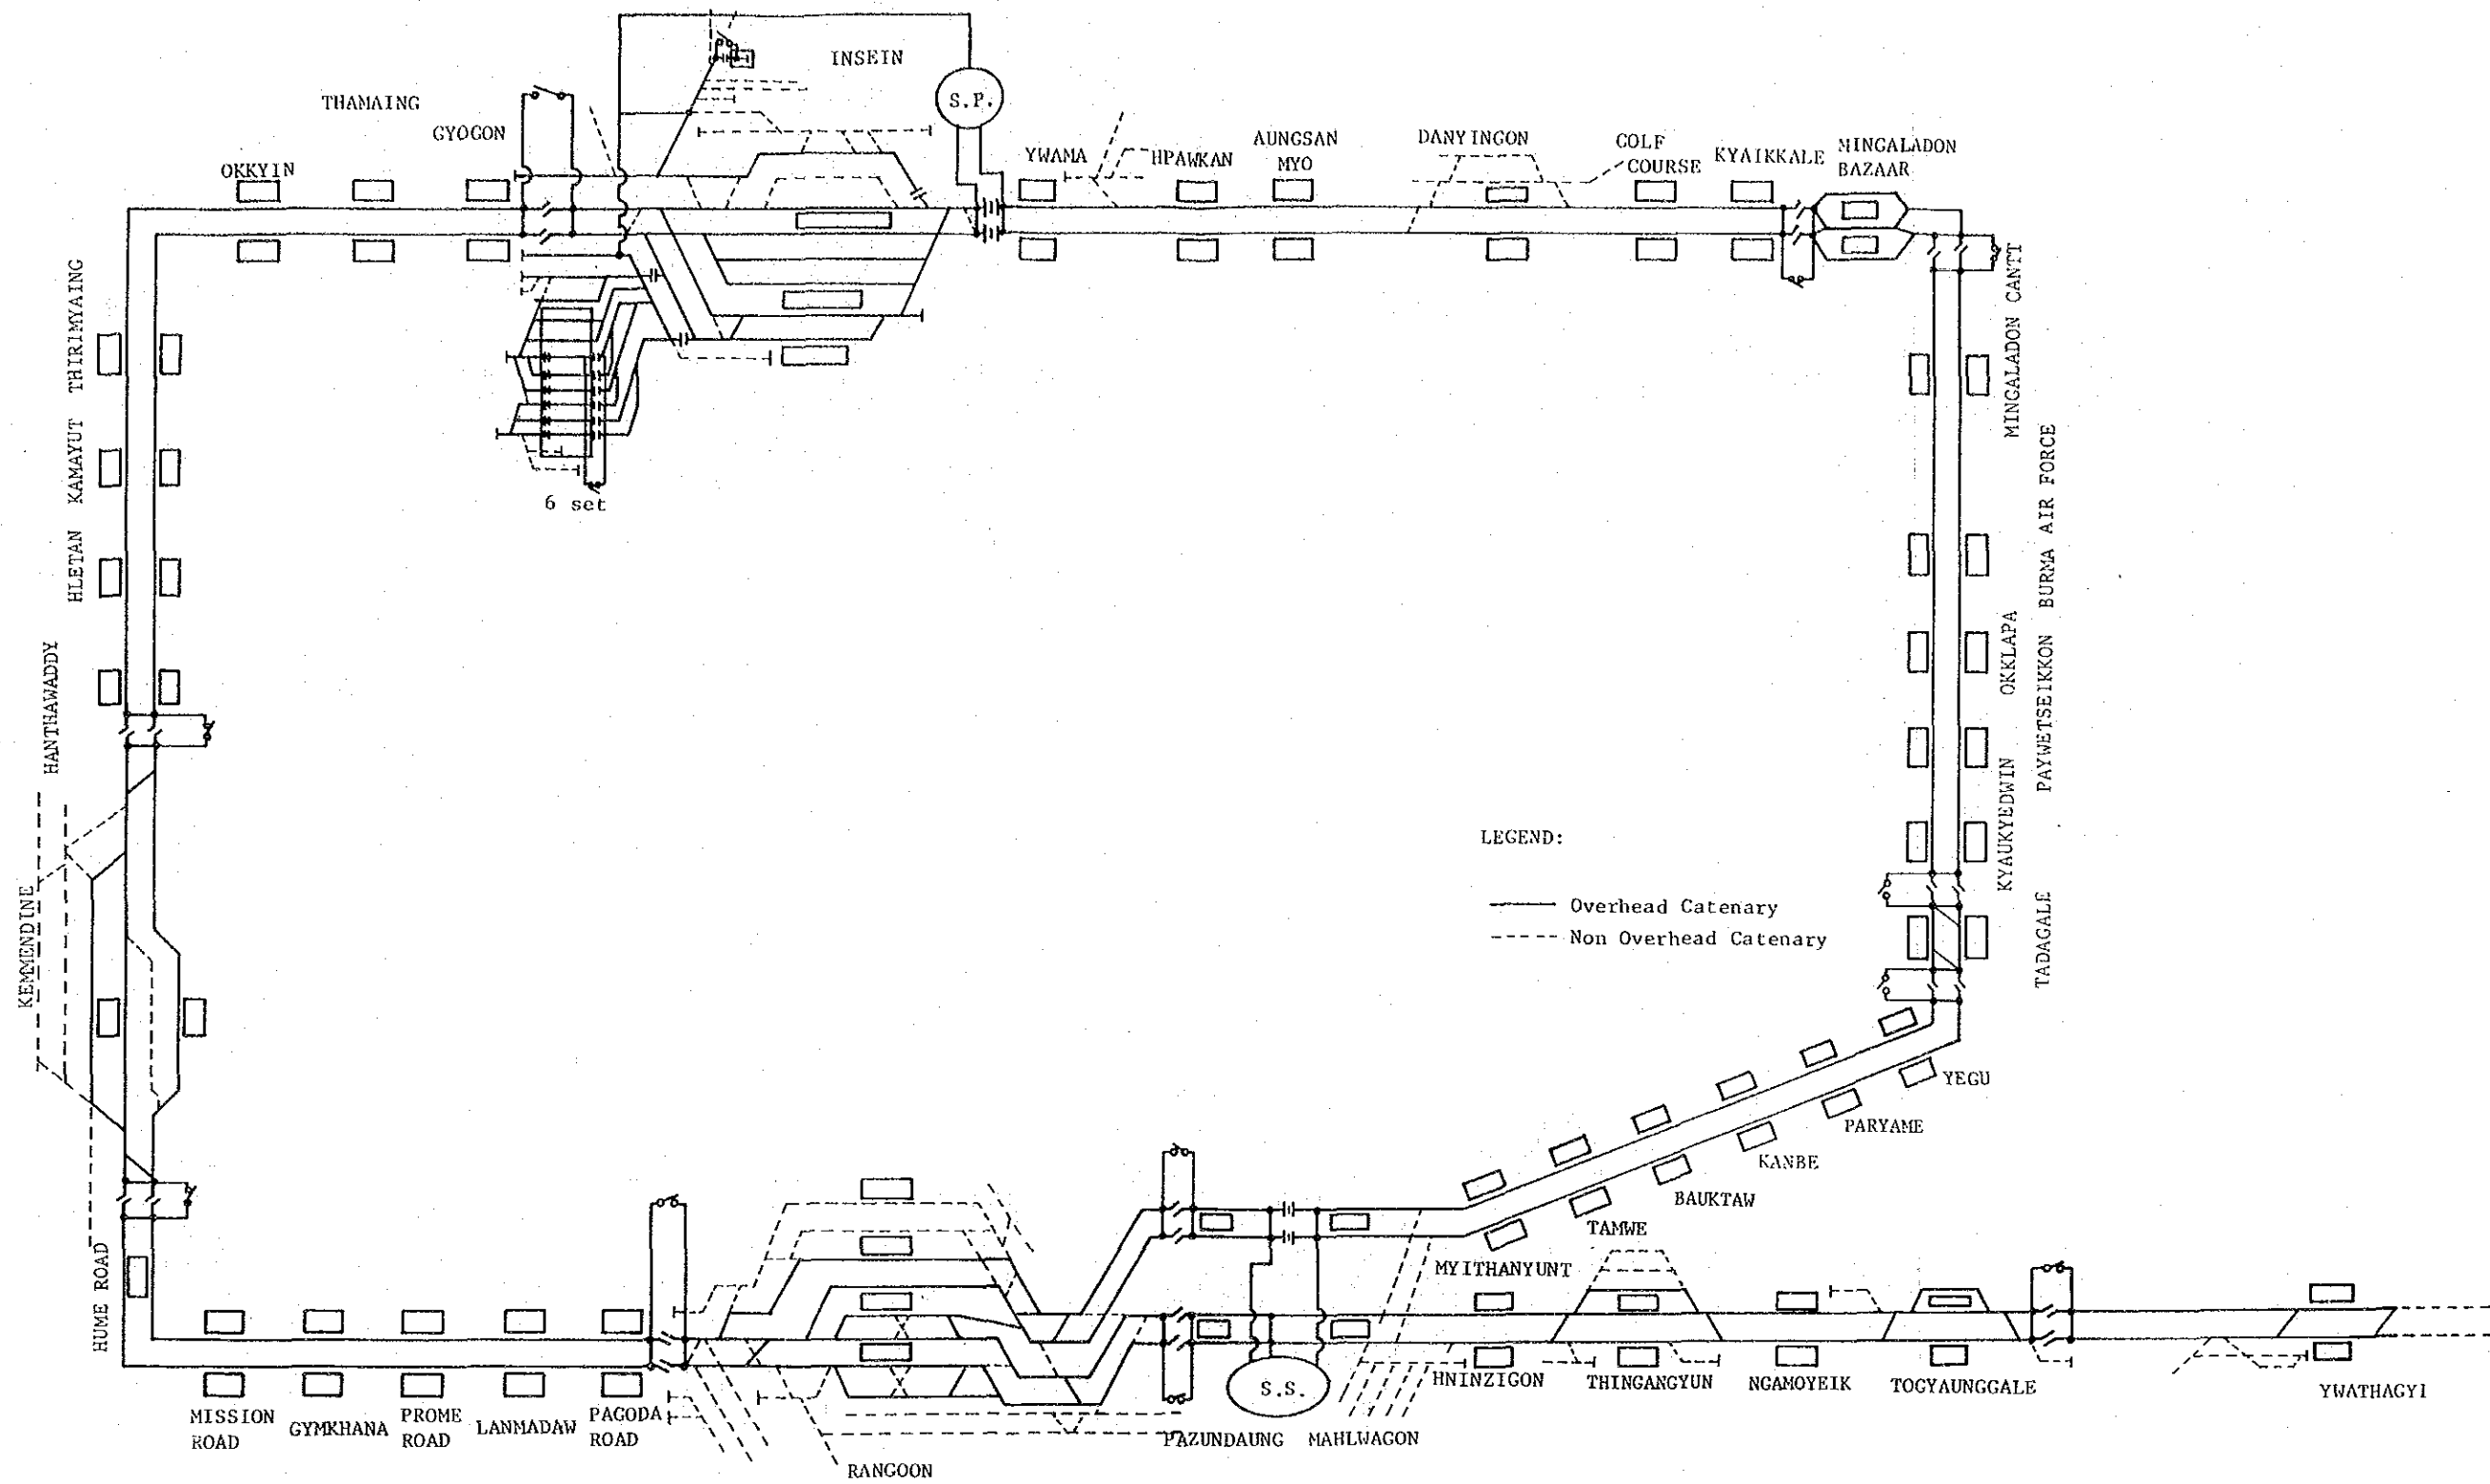 INSEIN
S.P.
THAMAING
GYOGON
OKKYIN
YWAMA
HPAWKAN
AUNGSAN
MYO
DANYINGON
GOLF
COURSE
KYAIKKALE
MINGALADON
BAZAAR
MINGALADON CANTT
BURMA AIR FORCE
PAYWETSEIKKON
OKKLAPA
KYAUKYEDWIN
TADAGALE
THIRIMYAING
KAMAYUT
HLETAN
HANTHAWADDY
KEMMENDINE
HUME ROAD
6 set
LEGEND:
Overhead Catenary
Non Overhead Catenary
YEGU
PARYAME
KANBE
BAUKTAW
TAMWE
MYITHANYUNT
MISSION
ROAD
GYMKHANA
PROME
ROAD
LANMADAW
PAGODA
ROAD
RANGOON
PAZUNDAUNG
S.S.
MAHLWAGON
HNINZIGON
THINGANGYUN
NGAMOYEIK
TOGYAUNGGALE
YWATHAGYI